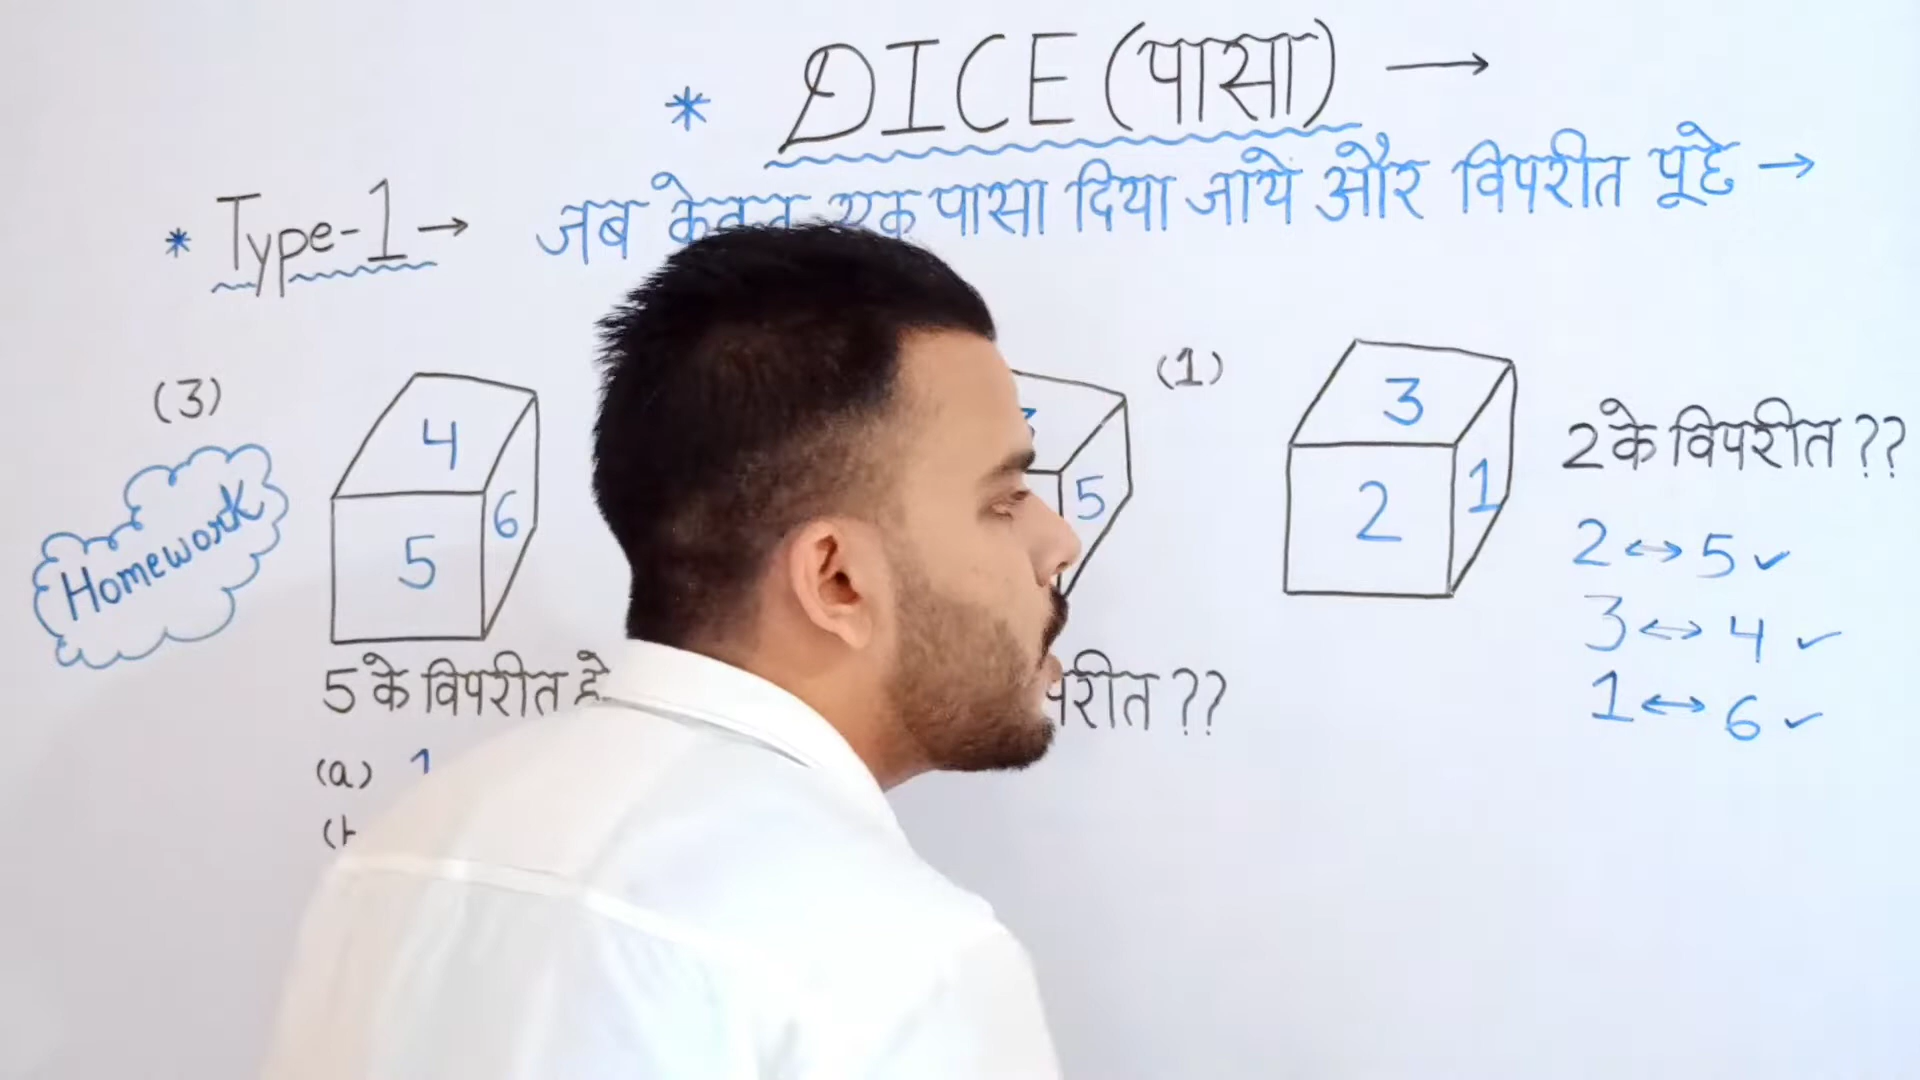 * DICE (पासा) →
* Type-1 → जब एक पासा दिया जाये और विपरीत पूछे →
(3)
Homework
4
5
6
5 के विपरीत
(a) 1
5
(1)
3
2
1
2 के विपरीत ??
2 ↔ 5 ✓
3 ↔ 4 ✓
1 ↔ 6 ✓
??